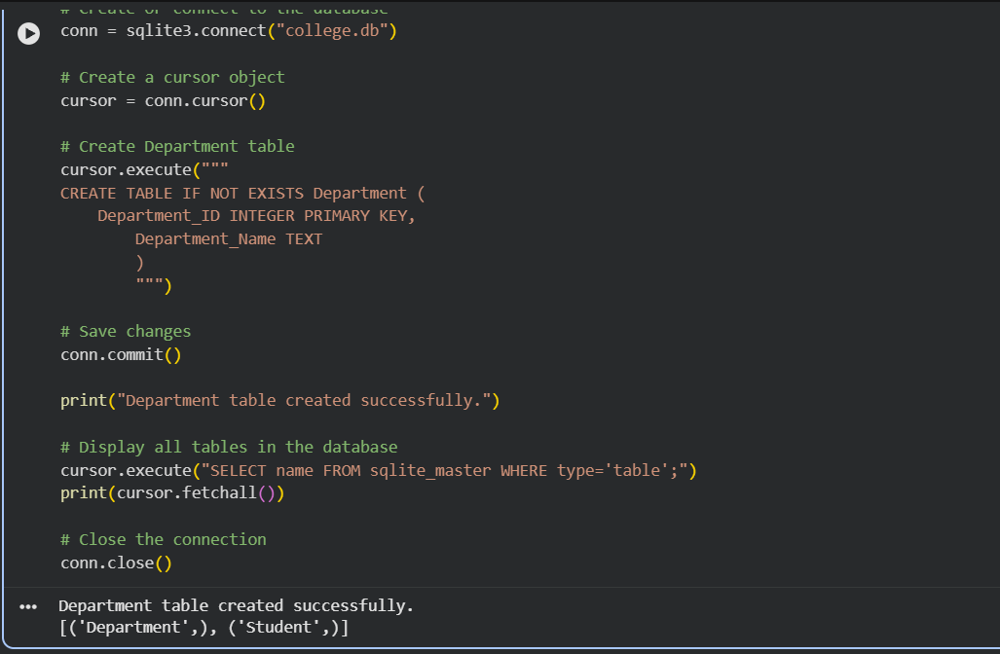 # Create or connect to the database
conn = sqlite3.connect("college.db")
# Create a cursor object
cursor = conn.cursor()
# Create Department table
cursor.execute("""
CREATE TABLE IF NOT EXISTS Department (
    Department_ID INTEGER PRIMARY KEY,
        Department_Name TEXT
        )
        """)
# Save changes
conn.commit()
print("Department table created successfully.")
# Display all tables in the database
cursor.execute("SELECT name FROM sqlite_master WHERE type='table';")
print(cursor.fetchall())
# Close the connection
conn.close()
Department table created successfully.
[('Department',), ('Student',)]